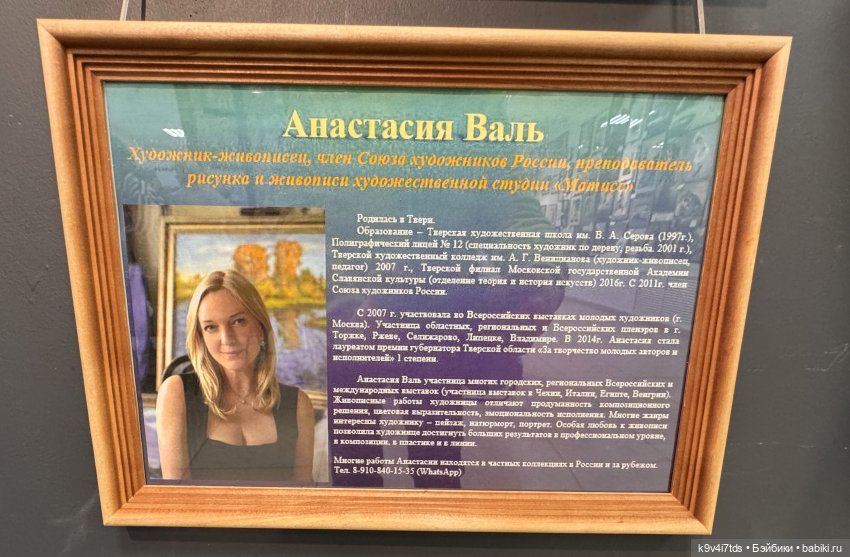 Анастасия Валь
Художник-живописец, член Союза художников России, преподаватель
рисунка и живописи художественной студии «Матисс»
Родилась в Твери.
Образование – Тверская художественная школа им. В. А. Серова (1997г.),
Полиграфический лицей № 12 (специальность художник по дереву, резьба. 2001 г.),
Тверской художественный колледж им. А. Г. Веницианова (художник-живописец,
педагог) 2007 г., Тверской филиал Московской государственной Академии
Славянской культуры (отделение теория и история искусств) 2016г. С 2011г. член
Союза художников России.
С 2007 г. участвовала во Всероссийских выставках молодых художников (г.
Москва). Участница областных, региональных и Всероссийских пленэров в г.
Торжке, Ржеве, Селижарово, Липецке, Владимире. В 2014г. Анастасия стала
лауреатом премии губернатора Тверской области «За творчество молодых авторов и
исполнителей» 1 степени.
Анастасия Валь участница многих городских, региональных Всероссийских и
международных выставок (участница выставок в Чехии, Италии, Египте, Венгрии).
Живописные работы художницы отличают продуманность композиционного
решения, цветовая выразительность, эмоциональность исполнения. Многие жанры
интересны художнику – пейзаж, натюрморт, портрет. Особая любовь к живописи
позволила художнице достигнуть больших результатов в профессиональном уровне,
в композиции, в пластике и в линии.
Многие работы Анастасии находятся в частных коллекциях в России и за рубежом.
Тел. 8-910-840-15-35 (WhatsApp)
k9v4i7tds • Бэйбики • babiki.ru